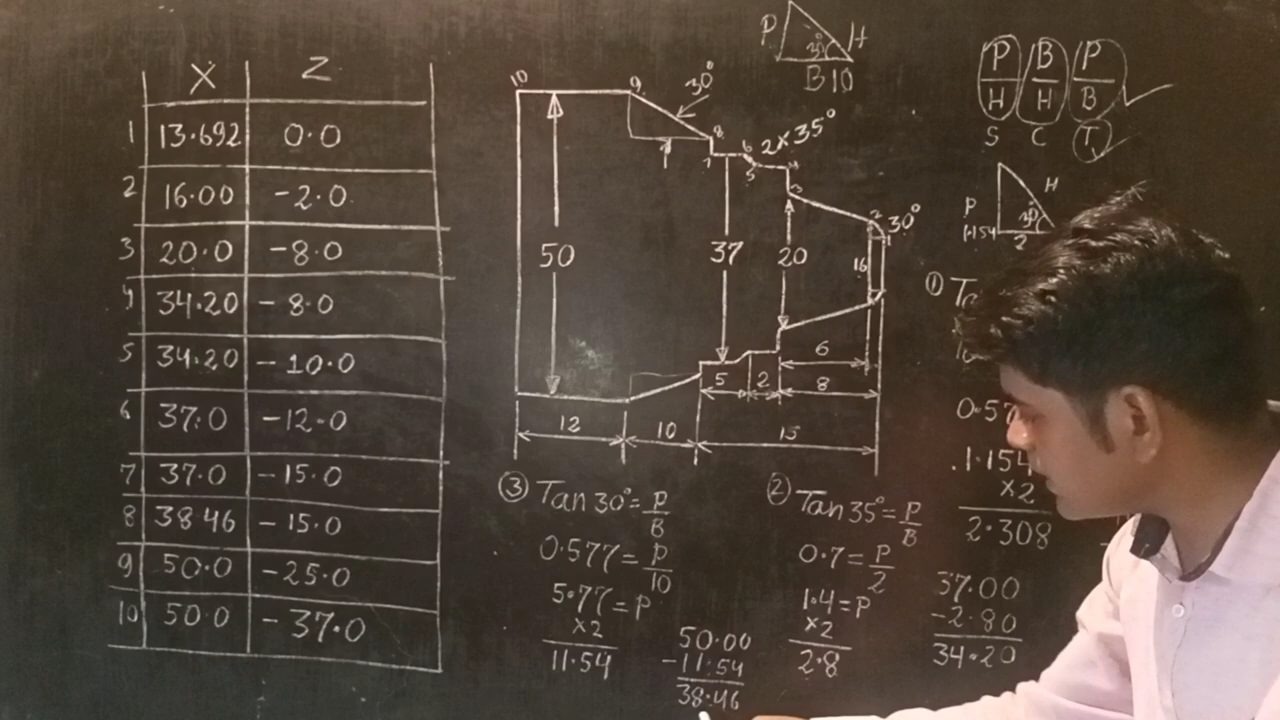 X Z
1 13.692 0.0
2 16.00 -2.0
3 20.0 -8.0
4 34.20 -8.0
5 34.20 -10.0
6 37.0 -12.0
7 37.0 -15.0
8 38.46 -15.0
9 50.0 -25.0
10 50.0 -37.0
P 30° H
B10
10 9 30°
8
7 6 2×35°
5 4
3
2 30°
1
50 37 20 16
6
5 2 8
12 10 15
P B P
H H B
S C T
P H
1.154 30°
2
①
0.57
1.154
×2
2.308
③ Tan 30° = P
B
0.577 = P
10
5.77 = P
×2
11.54
50.00
-11.54
38.46
② Tan 35° = P
B
0.7 = P
2
1.4 = P
×2
2.8
37.00
-2.80
34.20